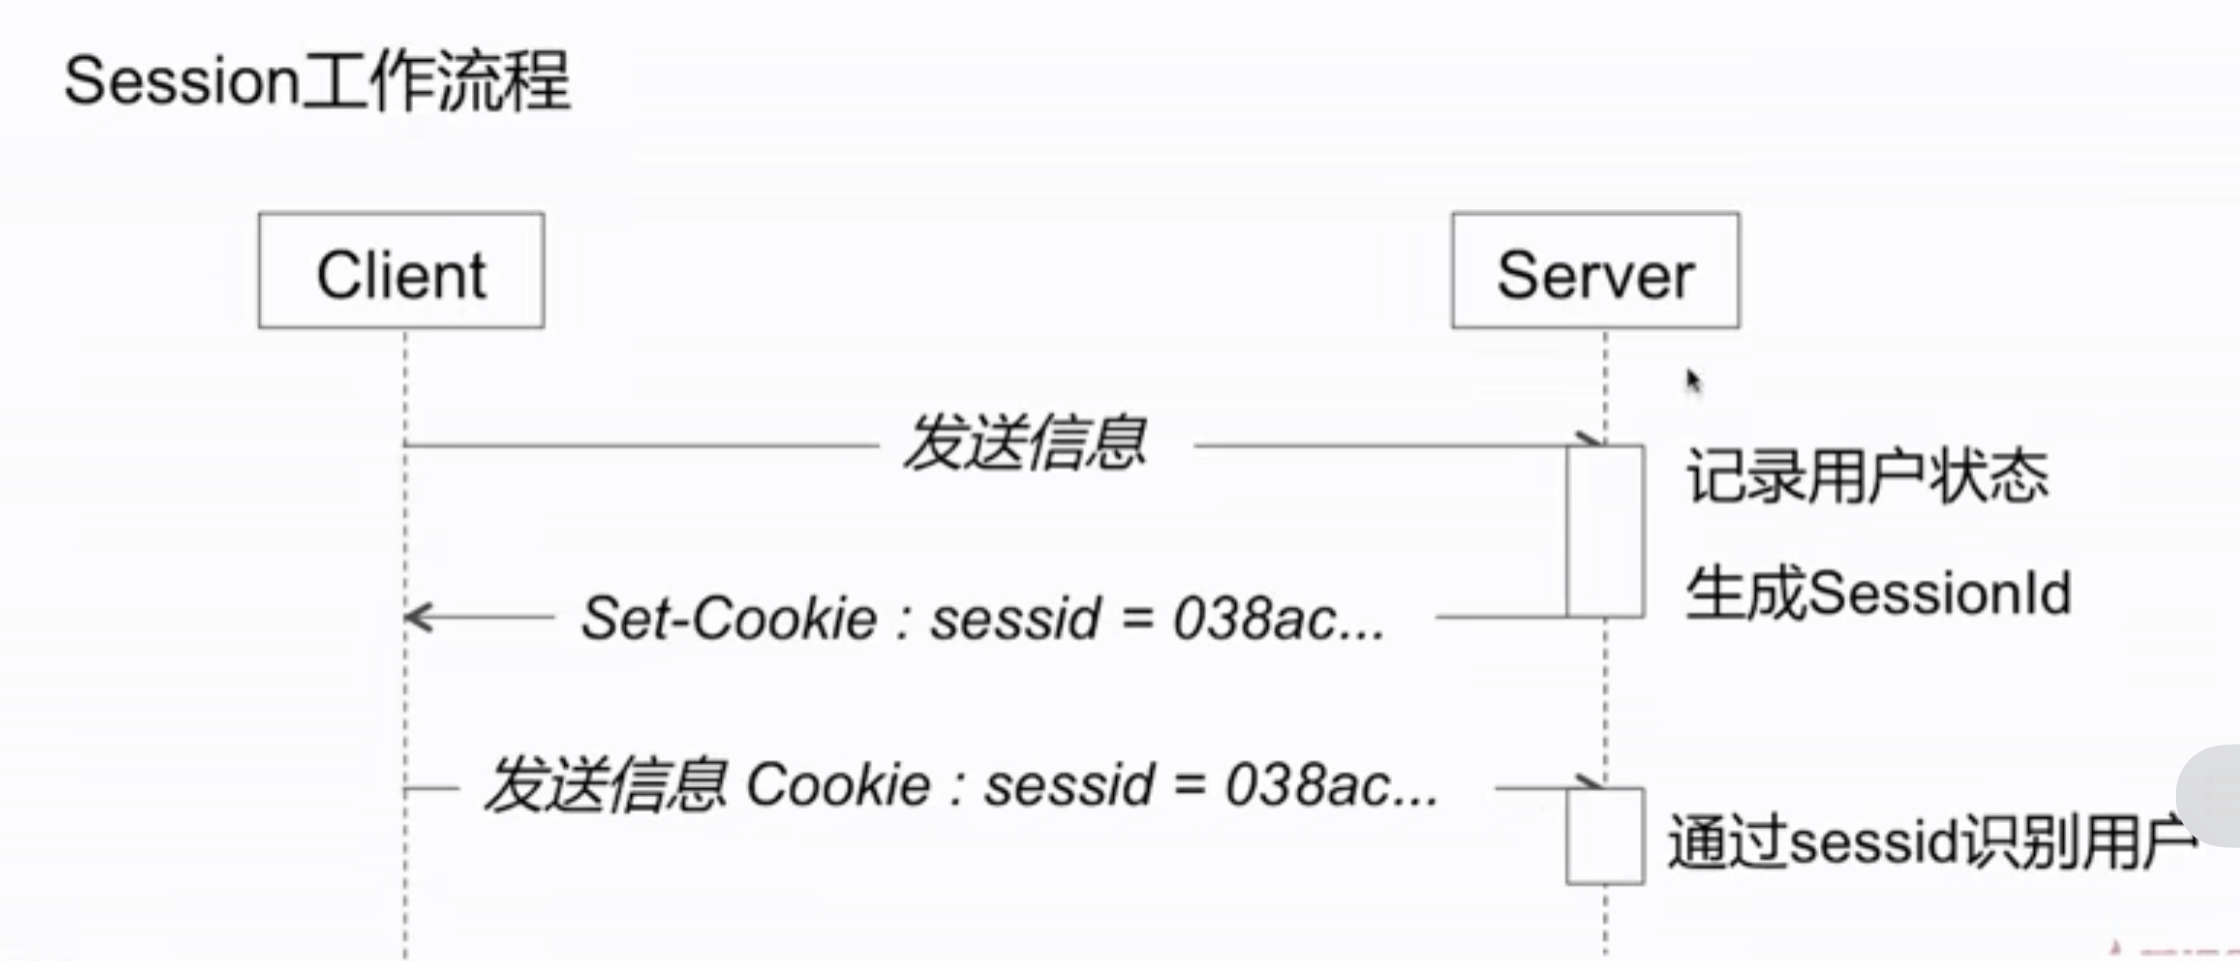 Session工作流程
Client
Server
发送信息
记录用户状态
生成SessionId
Set-Cookie : sessid = 038ac...
发送信息 Cookie : sessid = 038ac...
通过sessid识别用户